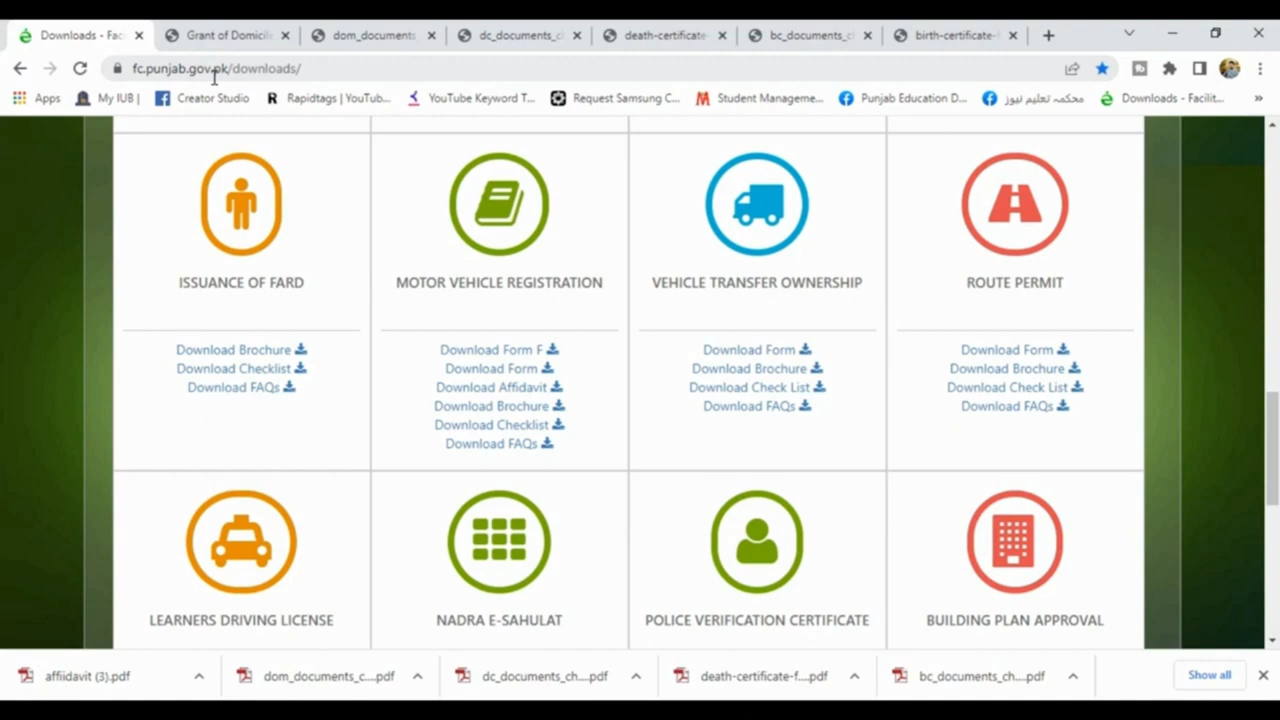 Downloads - Fac
Grant of Domicile
dom_documents
dc_documents_ch
death-certificate-
bc_documents_ch
birth-certificate-
fc.punjab.gov.pk/downloads/
Apps
My IUB |
Creator Studio
Rapidtags | YouTub...
YouTube Keyword T...
Request Samsung C...
Student Manageme...
Punjab Education D...
محکمہ تعلیم نیوز
Downloads - Facilit...
ISSUANCE OF FARD
Download Brochure
Download Checklist
Download FAQs
MOTOR VEHICLE REGISTRATION
Download Form F
Download Form
Download Affidavit
Download Brochure
Download Checklist
Download FAQs
VEHICLE TRANSFER OWNERSHIP
Download Form
Download Brochure
Download Check List
Download FAQs
ROUTE PERMIT
Download Form
Download Brochure
Download Check List
Download FAQs
LEARNERS DRIVING LICENSE
NADRA E-SAHULAT
POLICE VERIFICATION CERTIFICATE
BUILDING PLAN APPROVAL
affiidavit (3).pdf
dom_documents_c....pdf
dc_documents_ch....pdf
death-certificate-f....pdf
bc_documents_ch....pdf
Show all